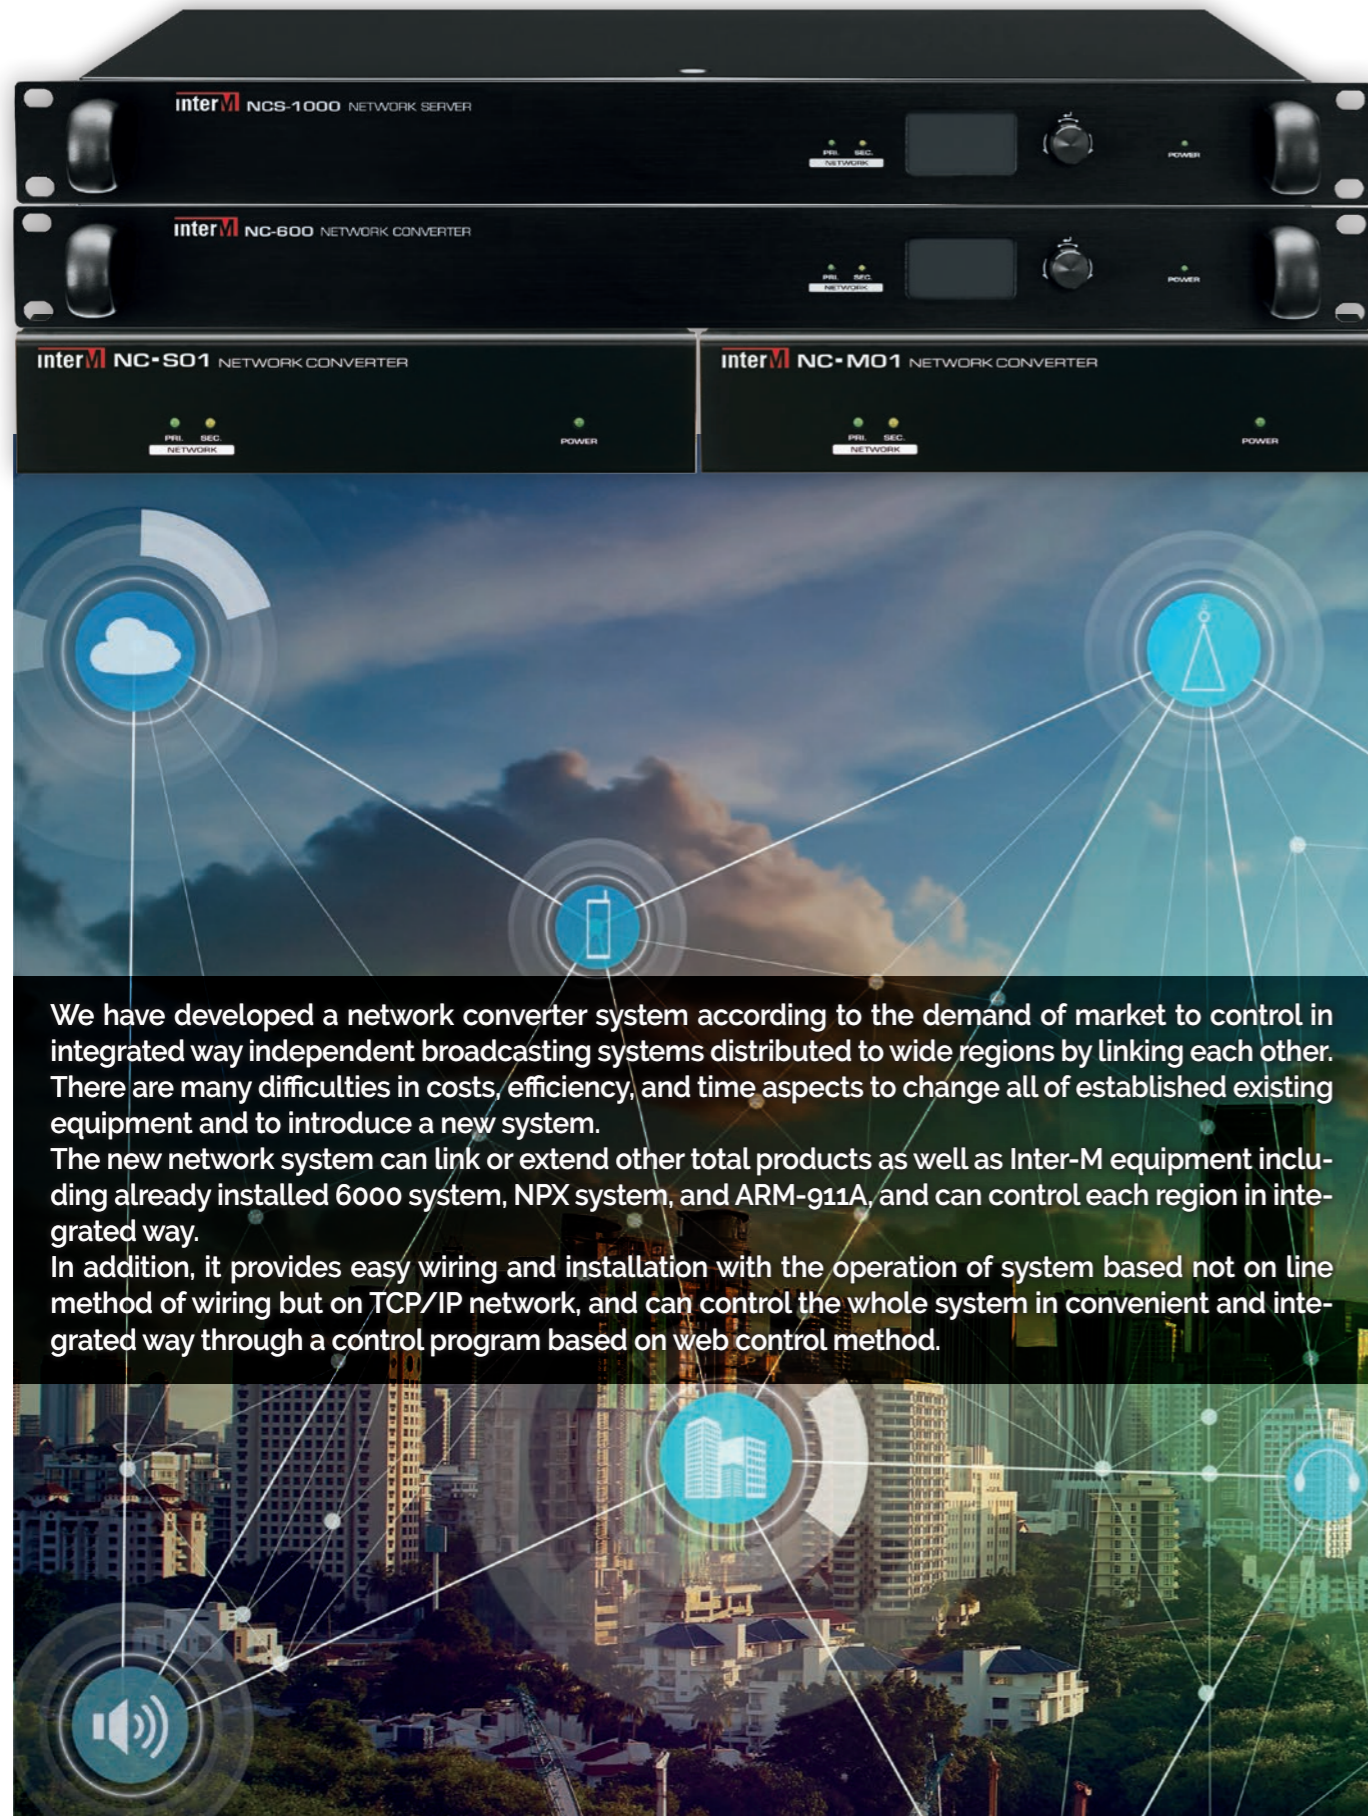 interM NCS-1000 NETWORK SERVER
PRI. SEC.
NETWORK
POWER
interM NC-600 NETWORK CONVERTER
PRI. SEC.
NETWORK
POWER
interM NC-S01 NETWORK CONVERTER
PRI. SEC.
NETWORK
POWER
interM NC-M01 NETWORK CONVERTER
PRI. SEC.
NETWORK
POWER
We have developed a network converter system according to the demand of market to control in
integrated way independent broadcasting systems distributed to wide regions by linking each other.
There are many difficulties in costs, efficiency, and time aspects to change all of established existing
equipment and to introduce a new system.
The new network system can link or extend other total products as well as Inter-M equipment inclu-
ding already installed 6000 system, NPX system, and ARM-911A, and can control each region in inte-
grated way.
In addition, it provides easy wiring and installation with the operation of system based not on line
method of wiring but on TCP/IP network, and can control the whole system in convenient and inte-
grated way through a control program based on web control method.